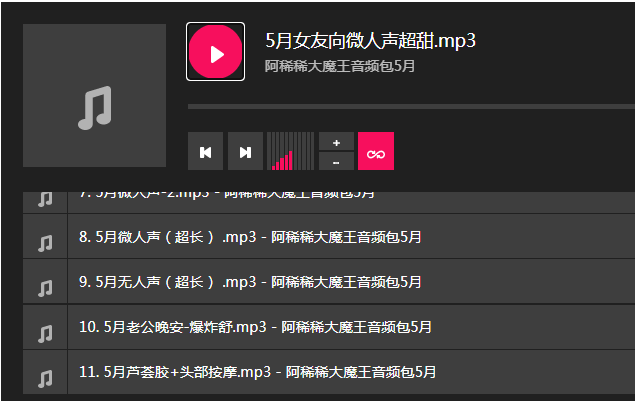 5月女友向微人声超甜.mp3
阿稀稀大魔王音频包5月
+
--
7. 5月微人声-2.mp3 - 阿稀稀大魔王音频包5月
8. 5月微人声（超长） .mp3 - 阿稀稀大魔王音频包5月
9. 5月无人声（超长） .mp3 - 阿稀稀大魔王音频包5月
10. 5月老公晚安-爆炸舒.mp3 - 阿稀稀大魔王音频包5月
11. 5月芦荟胶+头部按摩.mp3 - 阿稀稀大魔王音频包5月